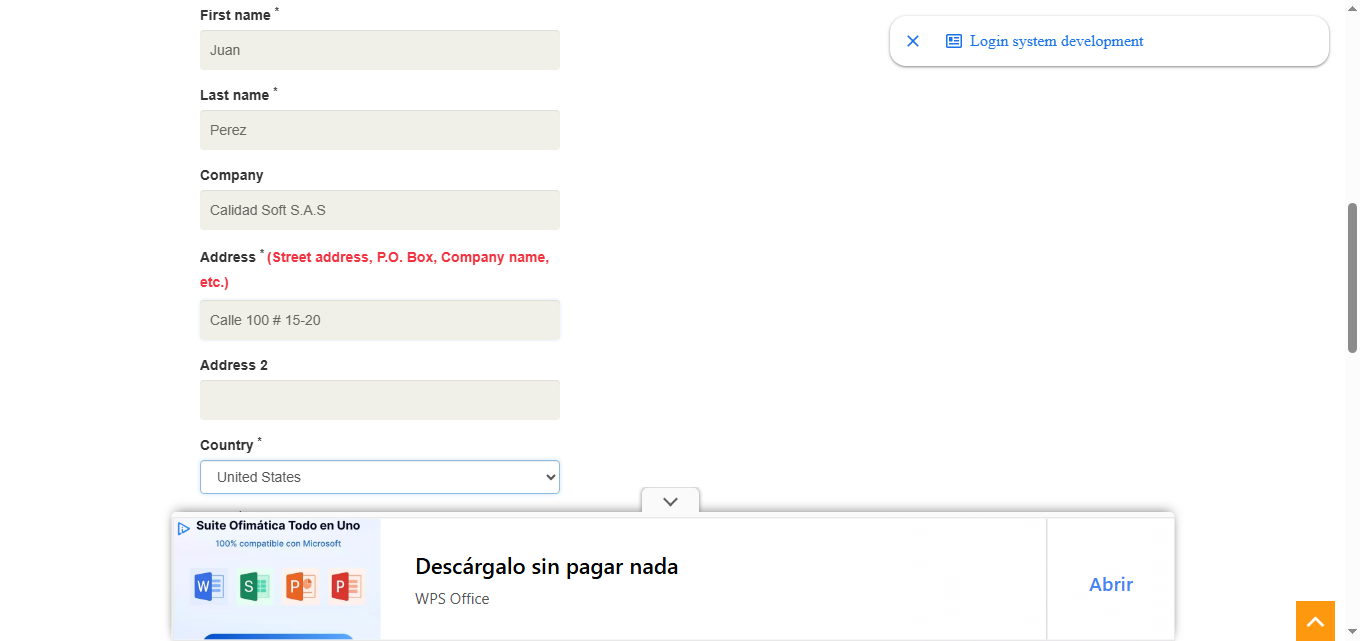 First name *
Juan
Last name *
Perez
Company
Calidad Soft S.A.S
Address * (Street address, P.O. Box, Company name,
etc.)
Calle 100 # 15-20
Address 2
Country *
United States
Login system development
Suite Ofimática Todo en Uno
100% compatible con Microsoft
W
S
P
P
Descárgalo sin pagar nada
WPS Office
Abrir